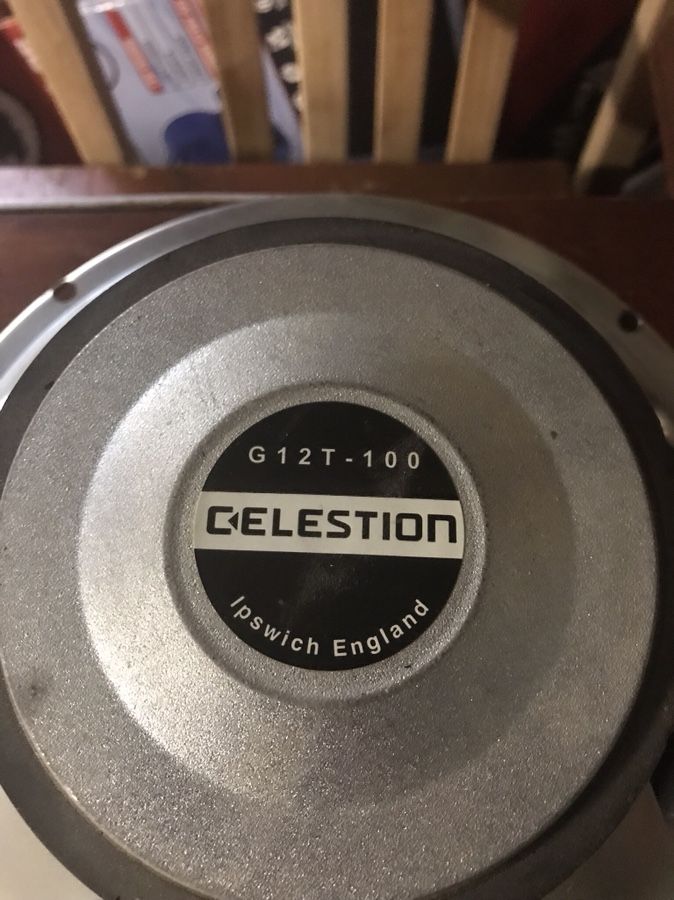 G12T-100
CELESTION
Ipswich England